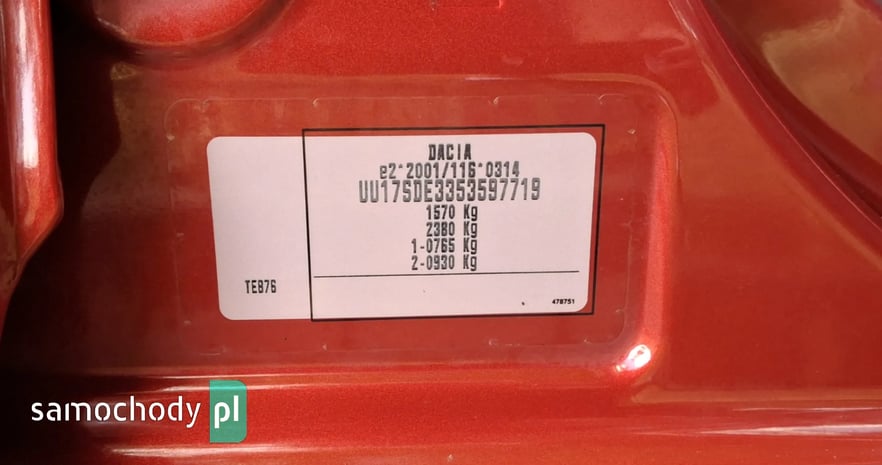 DACIA
e2*2001/116*0314
UU17SDE3353597719
1570 Kg
2380 Kg
1-0765 Kg
2-0930 Kg
TEB76
478751
samochody pl